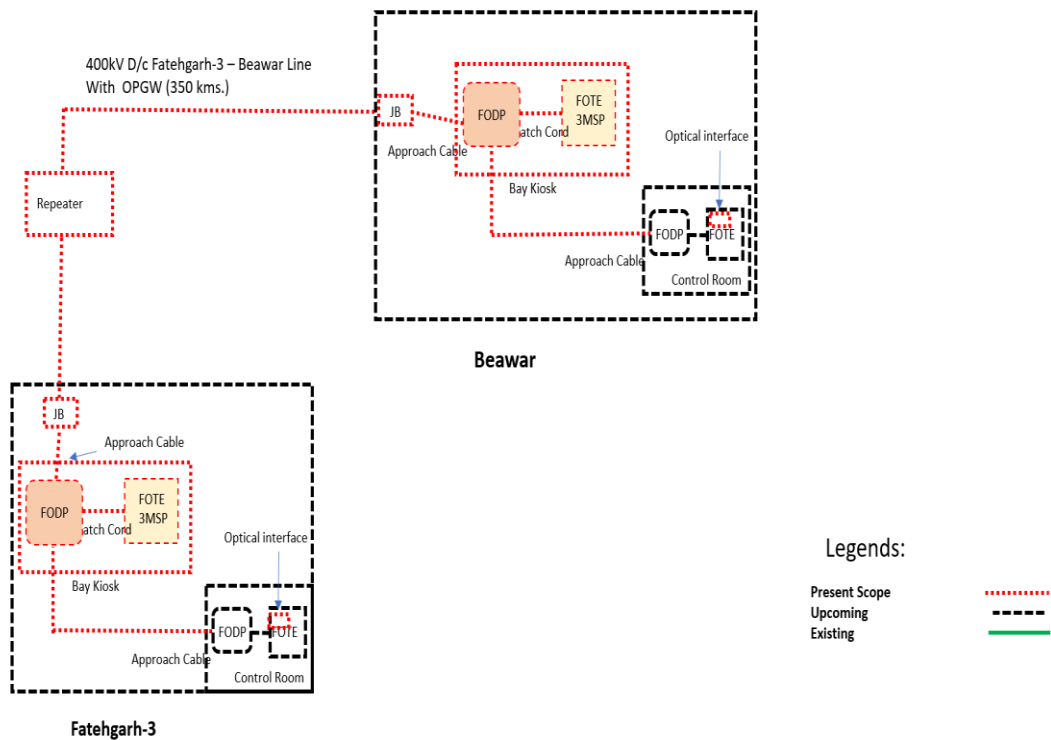 400kV D/c Fatehgarh-3 – Beawar Line
With OPGW (350 kms.)
JB
FODP
FOTE
3MSP
atch Cord
Approach Cable
Bay Kiosk
Optical interface
FODP
FOTE
Approach Cable
Control Room
Repeater
Beawar
JB
Approach Cable
FODP
FOTE
3MSP
atch Cord
Bay Kiosk
Optical interface
FODP
FOTE
Approach Cable
Control Room
Fatehgarh-3
Legends:
Present Scope
Upcoming
Existing